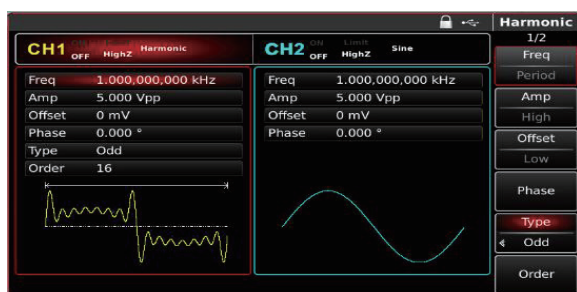 Harmonic
1/2
CH1 OFF HighZ Harmonic
CH2 ON OFF Limit HighZ Sine
Freq 1.000,000,000 kHz
Amp 5.000 Vpp
Offset 0 mV
Phase 0.000 °
Type Odd
Order 16
Freq 1.000,000,000 kHz
Amp 5.000 Vpp
Offset 0 mV
Phase 0.000 °
Freq
Period
Amp
High
Offset
Low
Phase
Type
Odd
Order